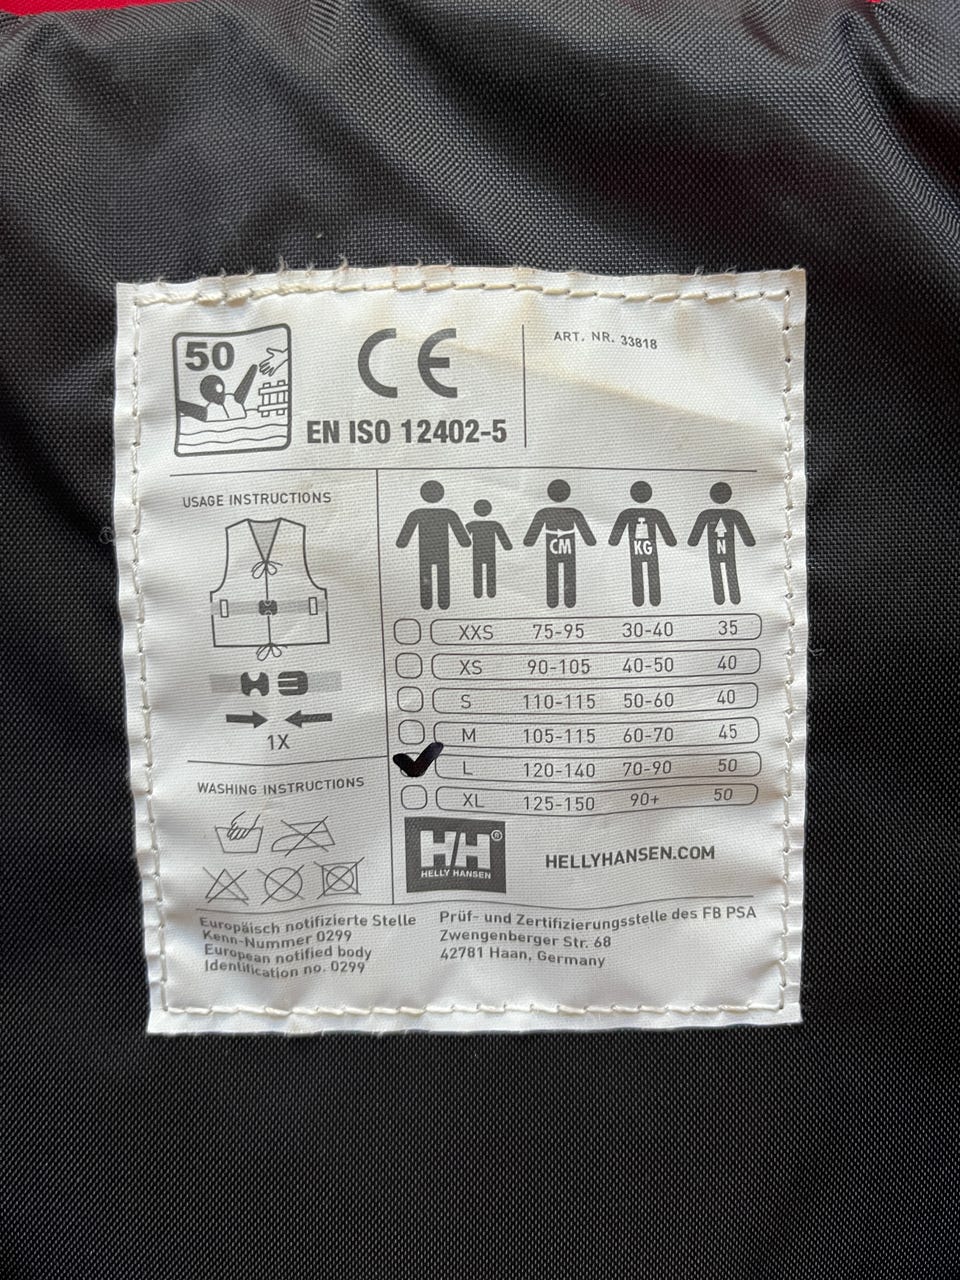 50
CE
EN ISO 12402-5
ART. NR. 33818
USAGE INSTRUCTIONS
1X
WASHING INSTRUCTIONS
CM KG N
XXS 75-95 30-40 35
XS 90-105 40-50 40
S 110-115 50-60 40
M 105-115 60-70 45
L 120-140 70-90 50
XL 125-150 90+ 50
HH®
HELLY HANSEN
HELLYHANSEN.COM
Europäisch notifizierte Stelle
Kenn-Nummer 0299
European notified body
Identification no. 0299
Prüf- und Zertifizierungsstelle des FB PSA
Zwengenberger Str. 68
42781 Haan, Germany